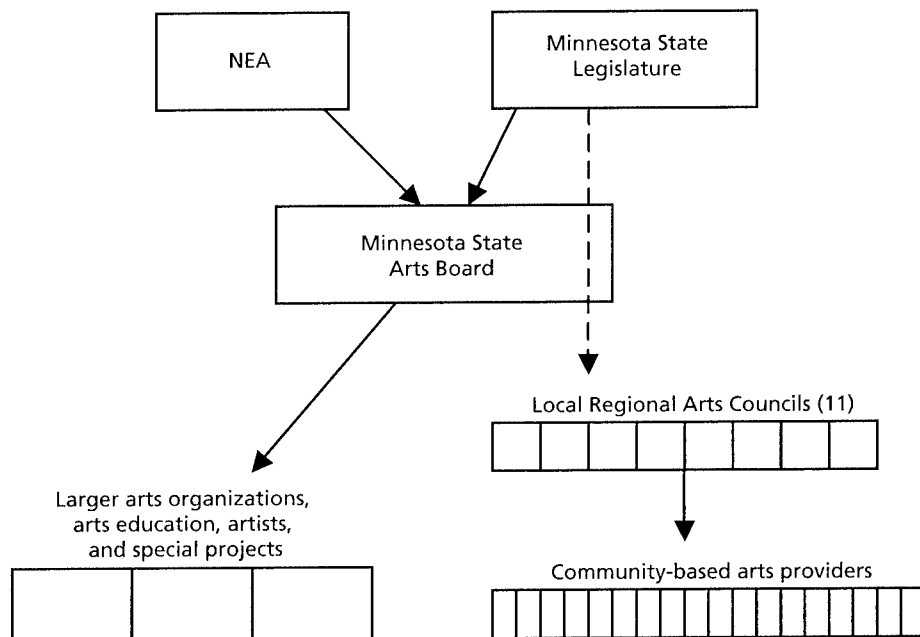 NEA
Minnesota State
Legislature
Minnesota State
Arts Board
Local Regional Arts Councils (11)
Larger arts organizations,
arts education, artists,
and special projects
Community-based arts providers